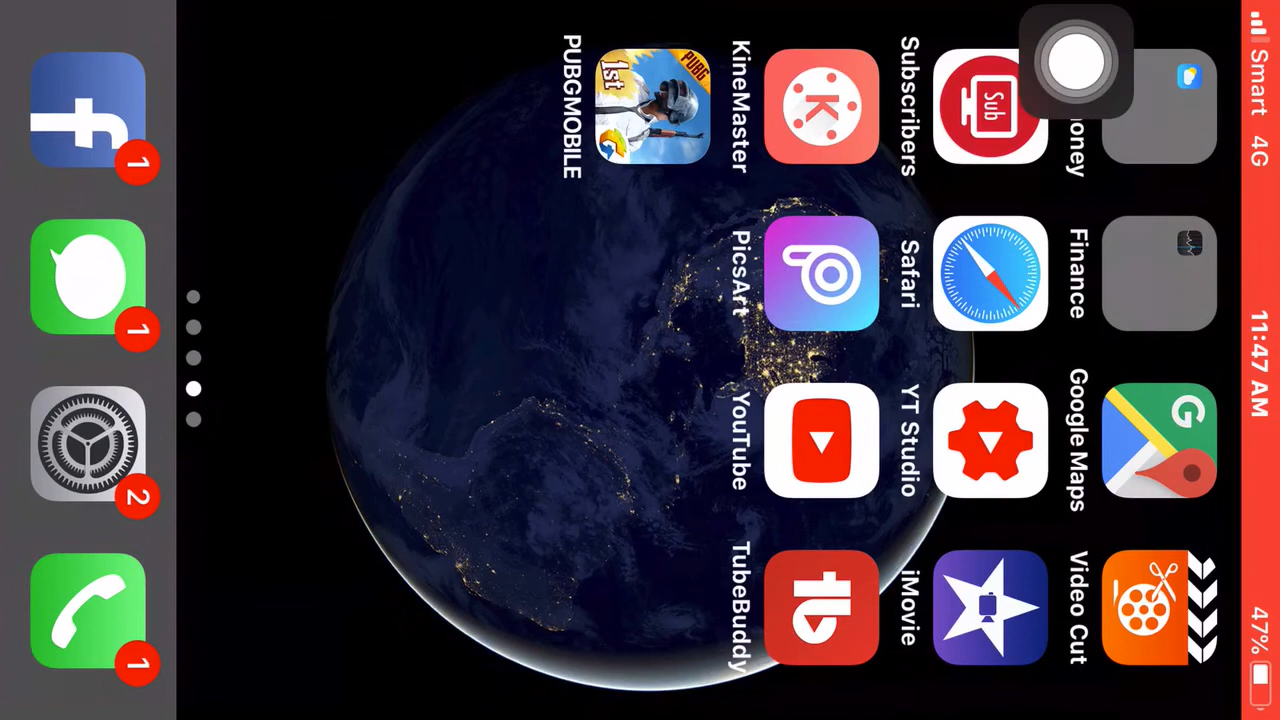 Smart 4G 11:47 AM 47%
G
oney Finance Google Maps Video Cut
Sub
Subscribers Safari YT Studio iMovie
K
tb
KineMaster PicsArt YouTube TubeBuddy
PUBG
1st
PUBGMOBILE
f 1 1 2 1